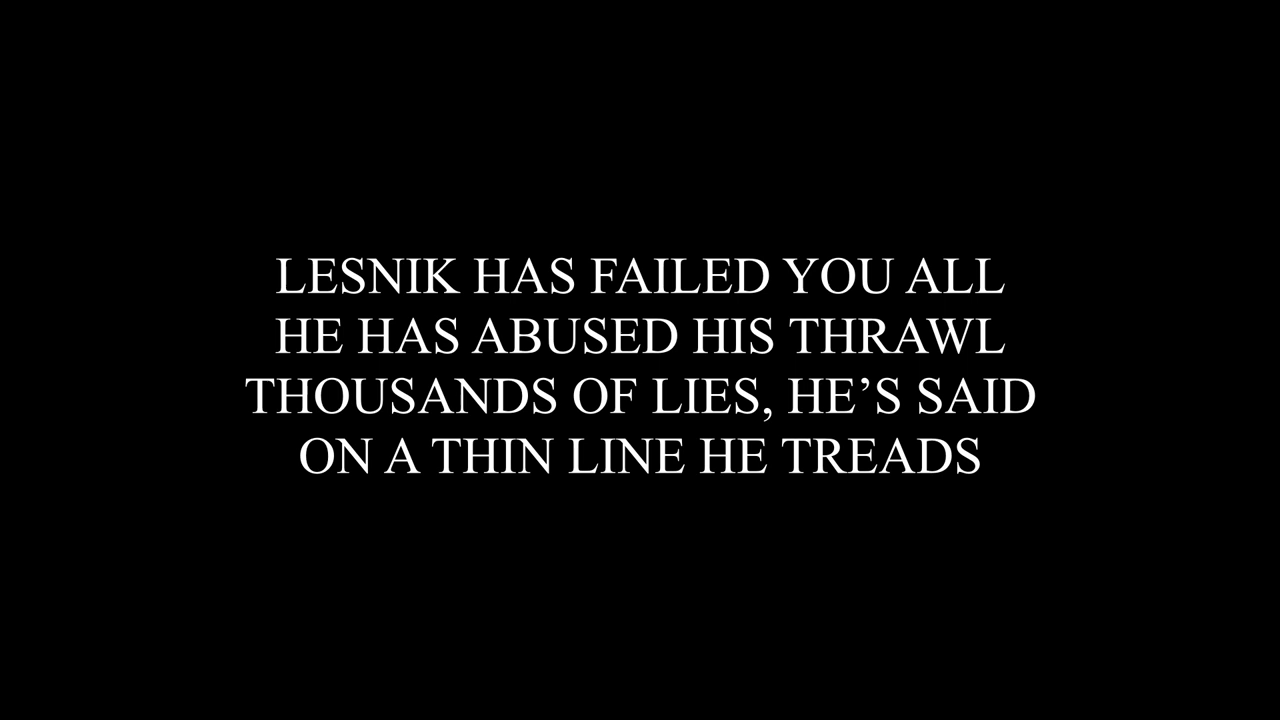 LESNIK HAS FAILED YOU ALL
HE HAS ABUSED HIS THRAWL
THOUSANDS OF LIES, HE’S SAID
ON A THIN LINE HE TREADS